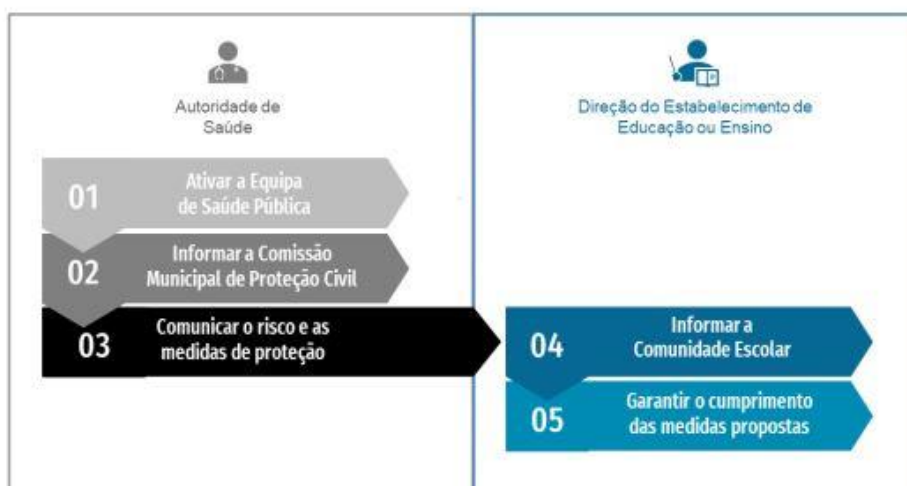 Autoridade de
Saúde
Direção do Estabelecimento de
Educação ou Ensino
01
Ativar a Equipa
de Saúde Pública
02
Informar a Comissão
Municipal de Proteção Civil
03
Comunicar o risco e as
medidas de proteção
04
Informar a
Comunidade Escolar
05
Garantir o cumprimento
das medidas propostas